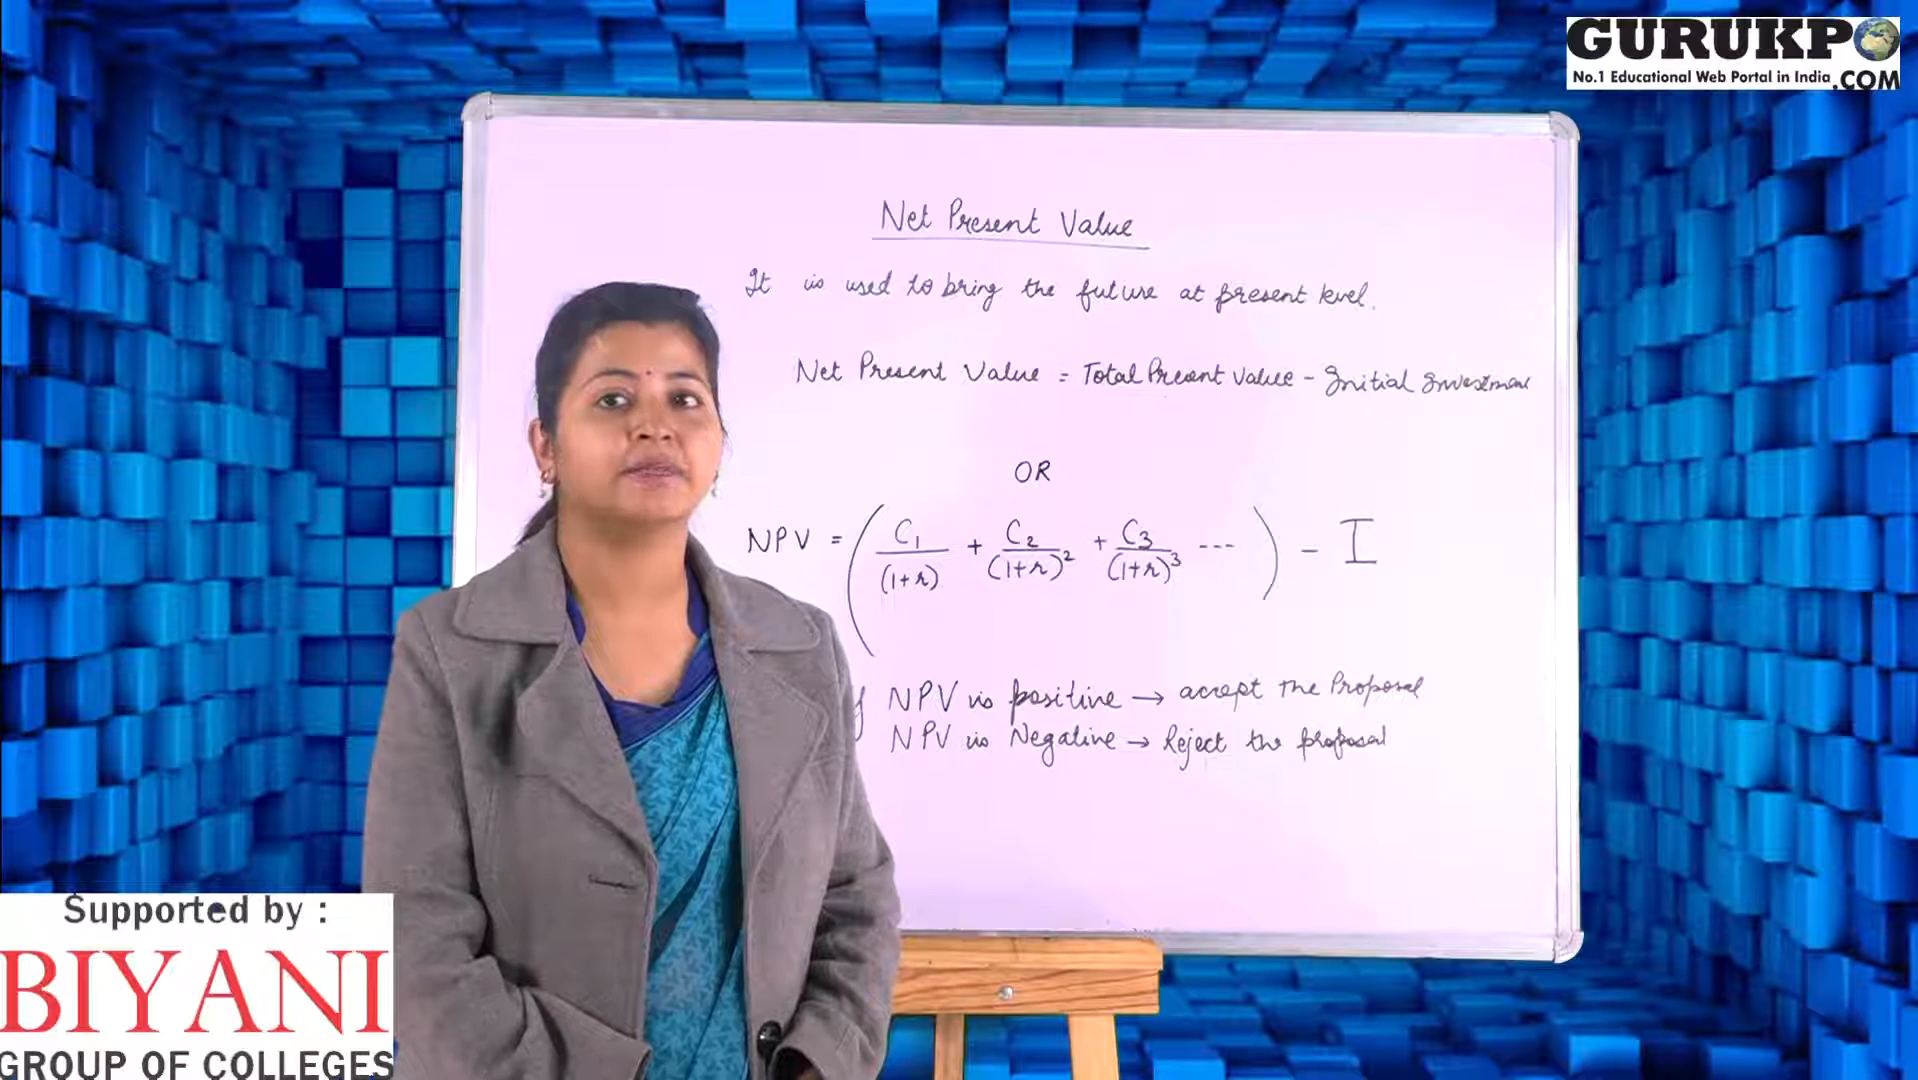 GURUKPO
No.1 Educational Web Portal in India .COM
Net Present Value
It is used to bring the future at present level.
Net Present Value = Total Present Value - Initial Investment
OR
NPV = ( C₁/(1+r) + C₂/(1+r)² + C₃/(1+r)³ --- ) - I
NPV is positive → accept the Proposal
NPV is Negative → Reject the proposal
Supported by :
BIYANI
GROUP OF COLLEGES